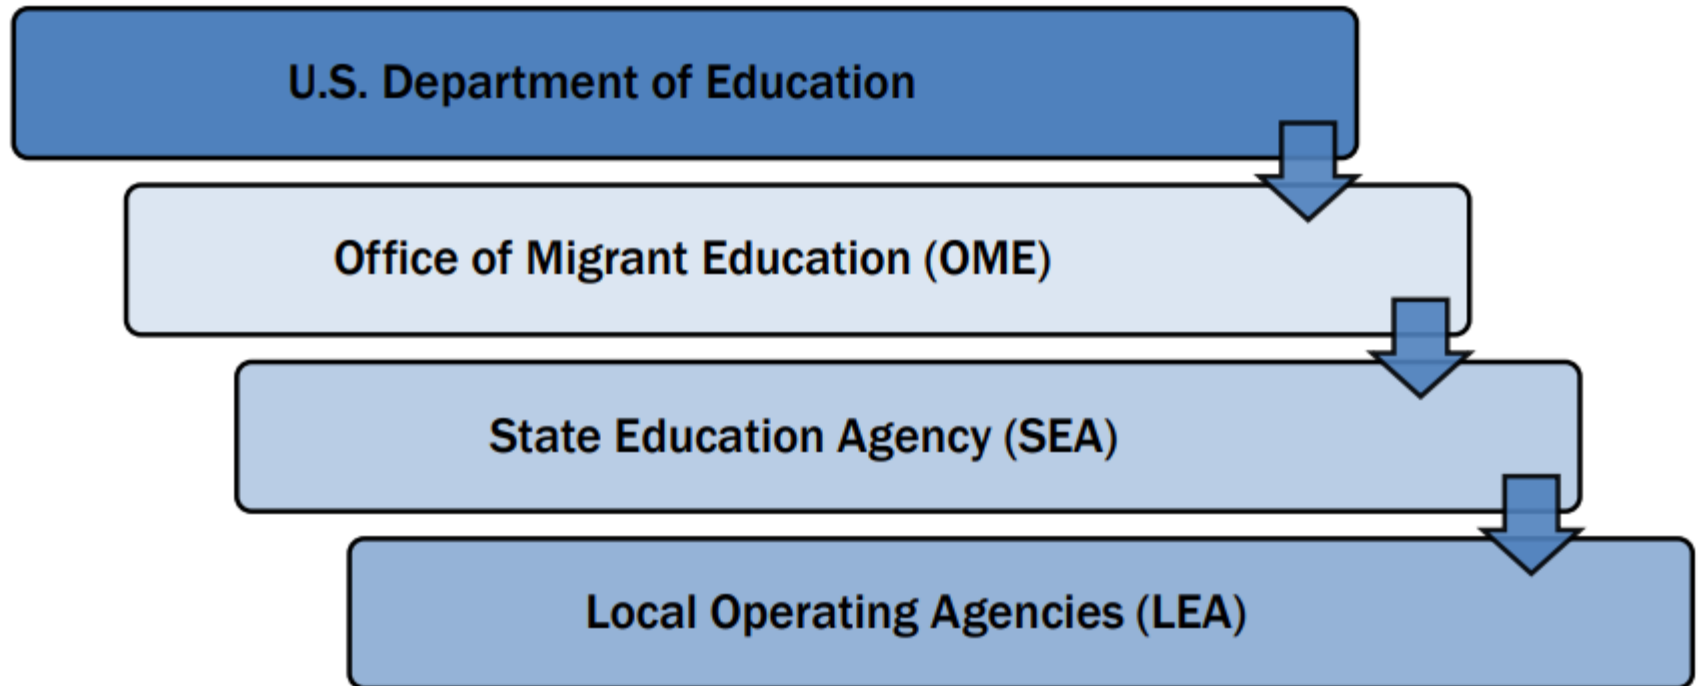 U.S. Department of Education
Office of Migrant Education (OME)
State Education Agency (SEA)
Local Operating Agencies (LEA)